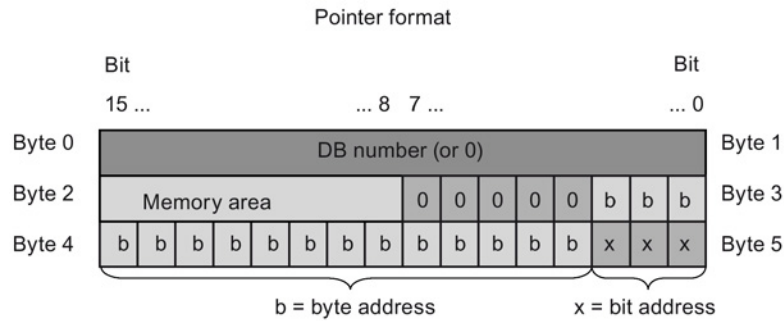 Pointer format
Bit Bit
15 ... ... 8 7 ... ... 0
Byte 0 DB number (or 0) Byte 1
Byte 2 Memory area 0 0 0 0 0 b b b Byte 3
Byte 4 b b b b b b b b b b b b b x x x Byte 5
b = byte address x = bit address